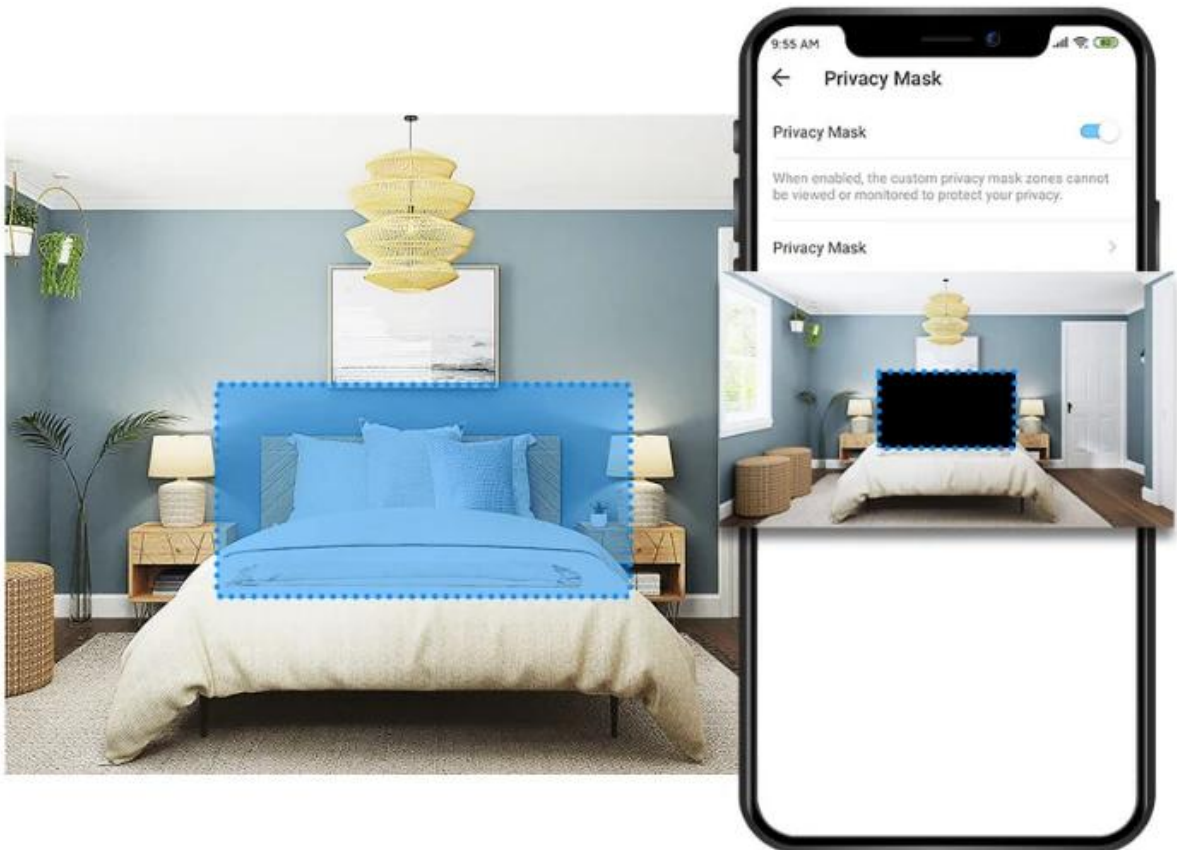 9:55 AM
Privacy Mask
Privacy Mask
When enabled, the custom privacy mask zones cannot
be viewed or monitored to protect your privacy.
Privacy Mask